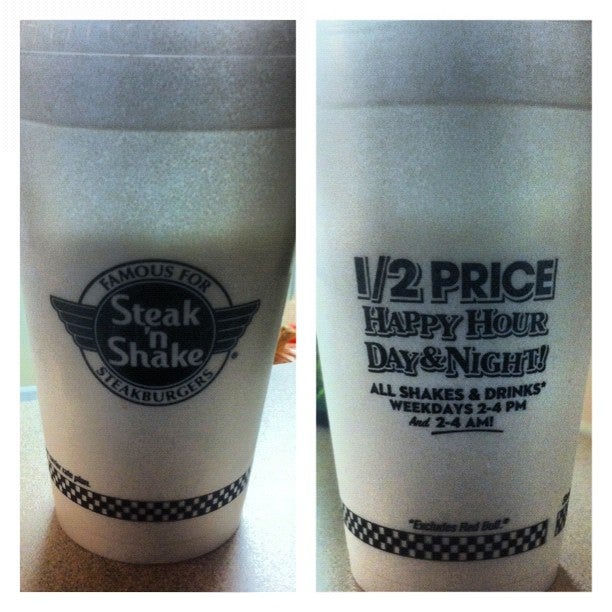 FAMOUS FOR
Steak
'n
Shake
®
STEAKBURGERS
1/2 PRICE
HAPPY HOUR
DAY & NIGHT!
ALL SHAKES & DRINKS*
WEEKDAYS 2-4 PM
And 2-4 AM!
*Excludes Red Bull.®